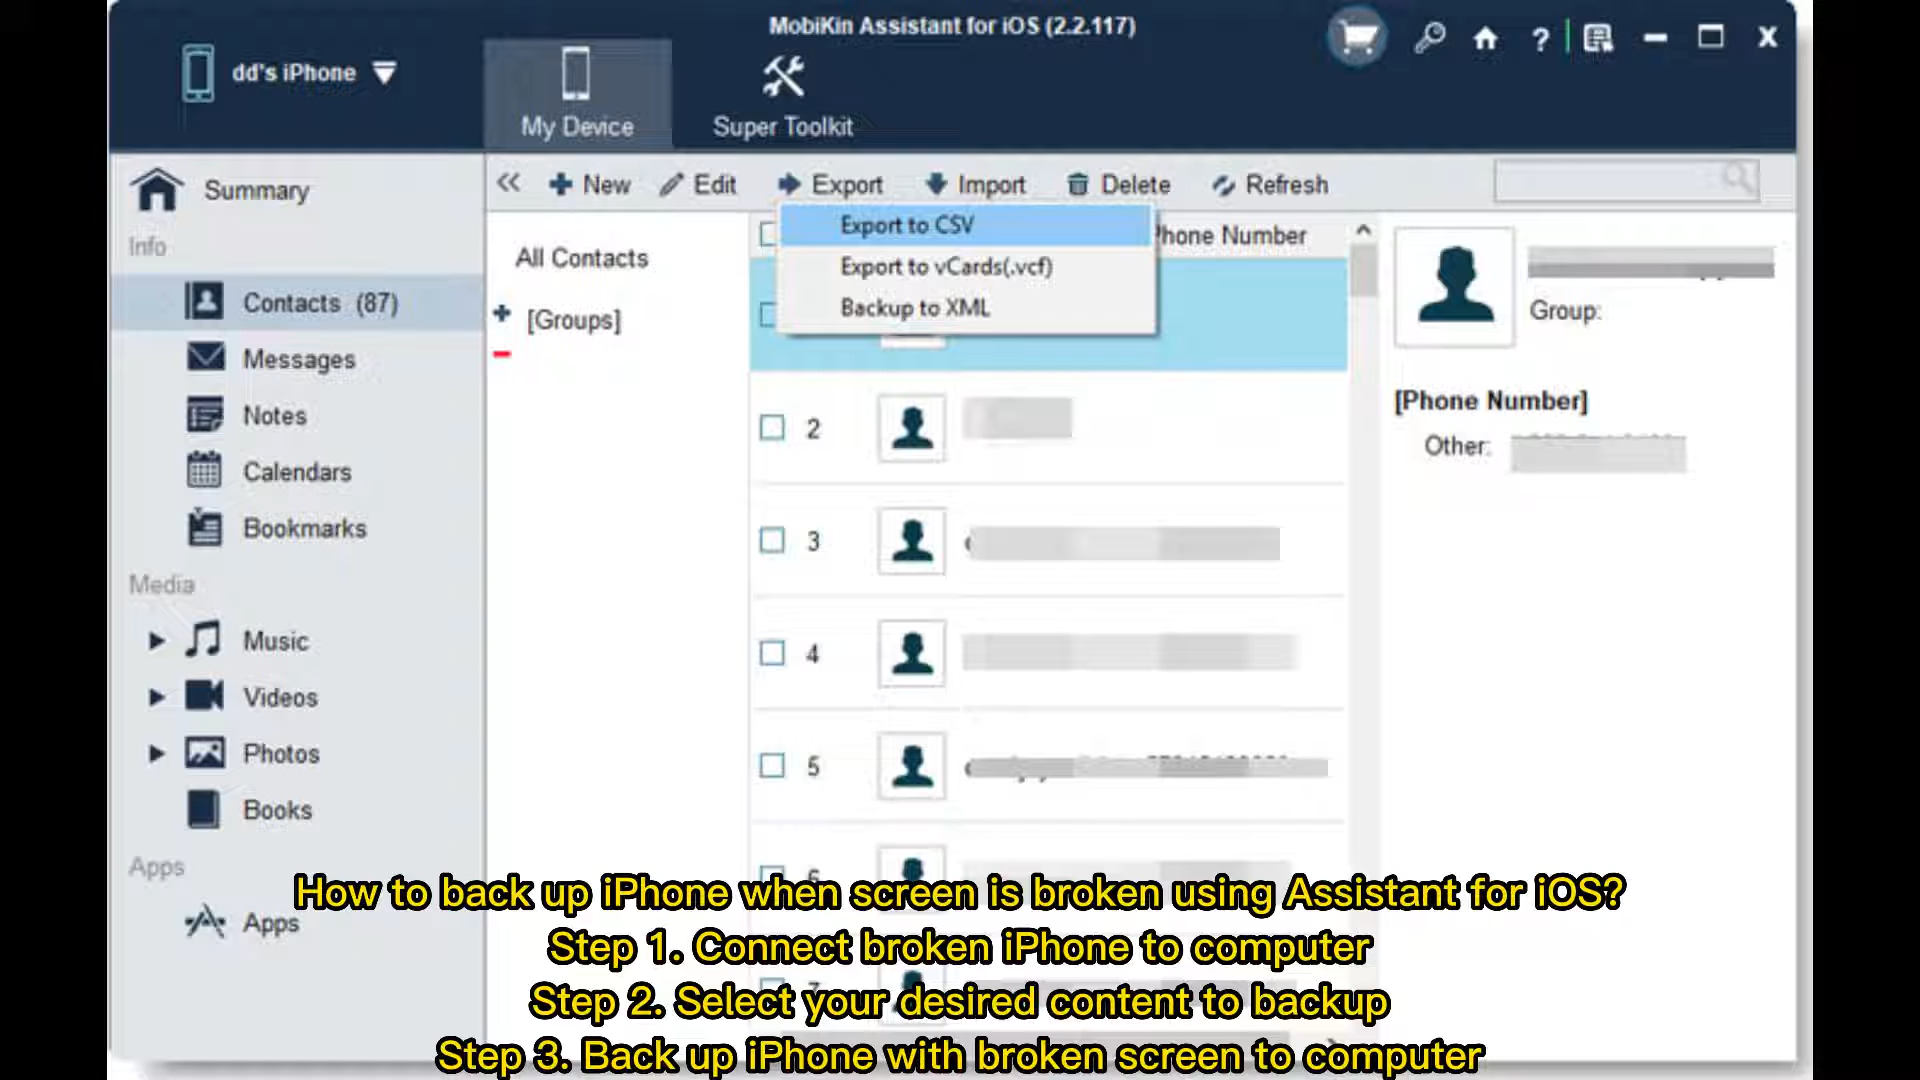 MobiKin Assistant for iOS (2.2.117)
dd's iPhone
My Device
Super Toolkit
?
Summary
New Edit Export Import Delete Refresh
Info
Contacts (87)
Messages
Notes
Calendars
Bookmarks
Media
Music
Videos
Photos
Books
Apps
Apps
All Contacts
[Groups]
Export to CSV
Export to vCards(.vcf)
Backup to XML
Phone Number
2
3
4
5
6
7
Group:
[Phone Number]
Other:
How to back up iPhone when screen is broken using Assistant for iOS?
Step 1. Connect broken iPhone to computer
Step 2. Select your desired content to backup
Step 3. Back up iPhone with broken screen to computer